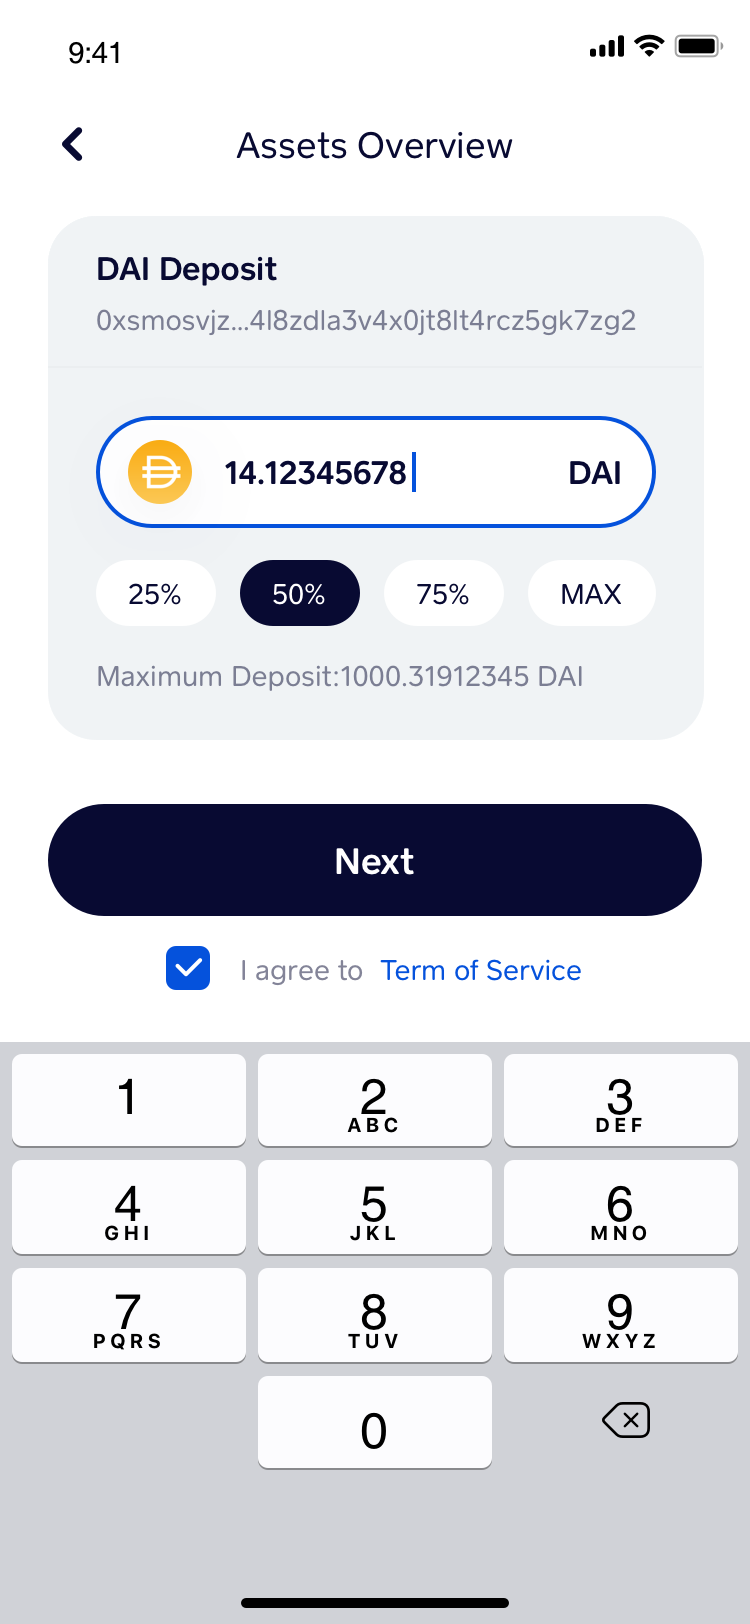 9:41
Assets Overview
DAI Deposit
0xsmosvjz...4l8zdla3v4x0jt8lt4rcz5gk7zg2
14.12345678 DAI
25% 50% 75% MAX
Maximum Deposit:1000.31912345 DAI
Next
I agree to Term of Service
1 2 3
ABC DEF
4 5 6
GHI JKL MNO
7 8 9
PQRS TUV WXYZ
0